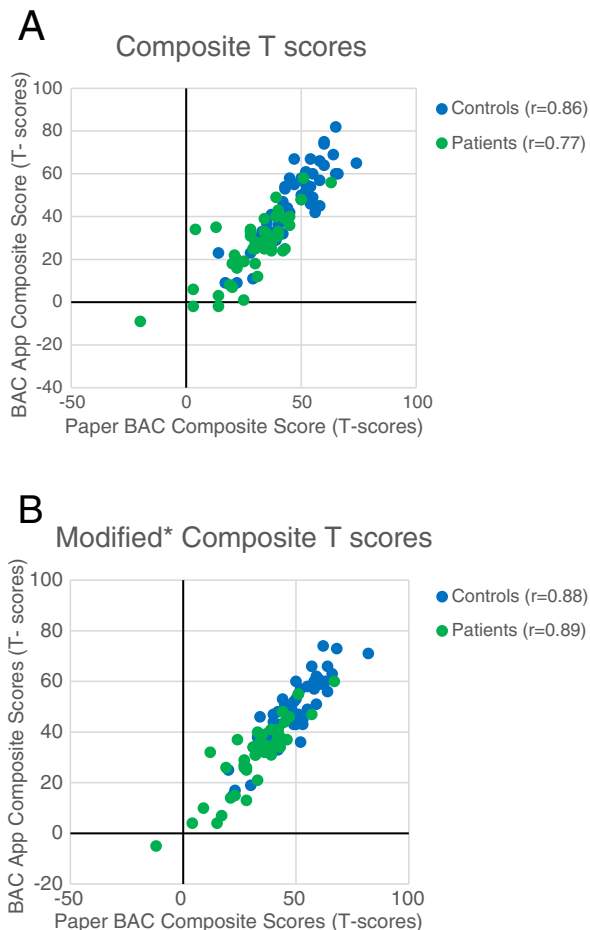 A
Composite T scores
BAC App Composite Score (T- scores)
100
80
60
40
20
0
-20
-40
-50
0
50
100
Paper BAC Composite Score (T-scores)
Controls (r=0.86)
Patients (r=0.77)
B
Modified* Composite T scores
BAC App Composite Scores (T- scores)
100
80
60
40
20
0
-20
-50
0
50
100
Paper BAC Composite Scores (T-scores)
Controls (r=0.88)
Patients (r=0.89)